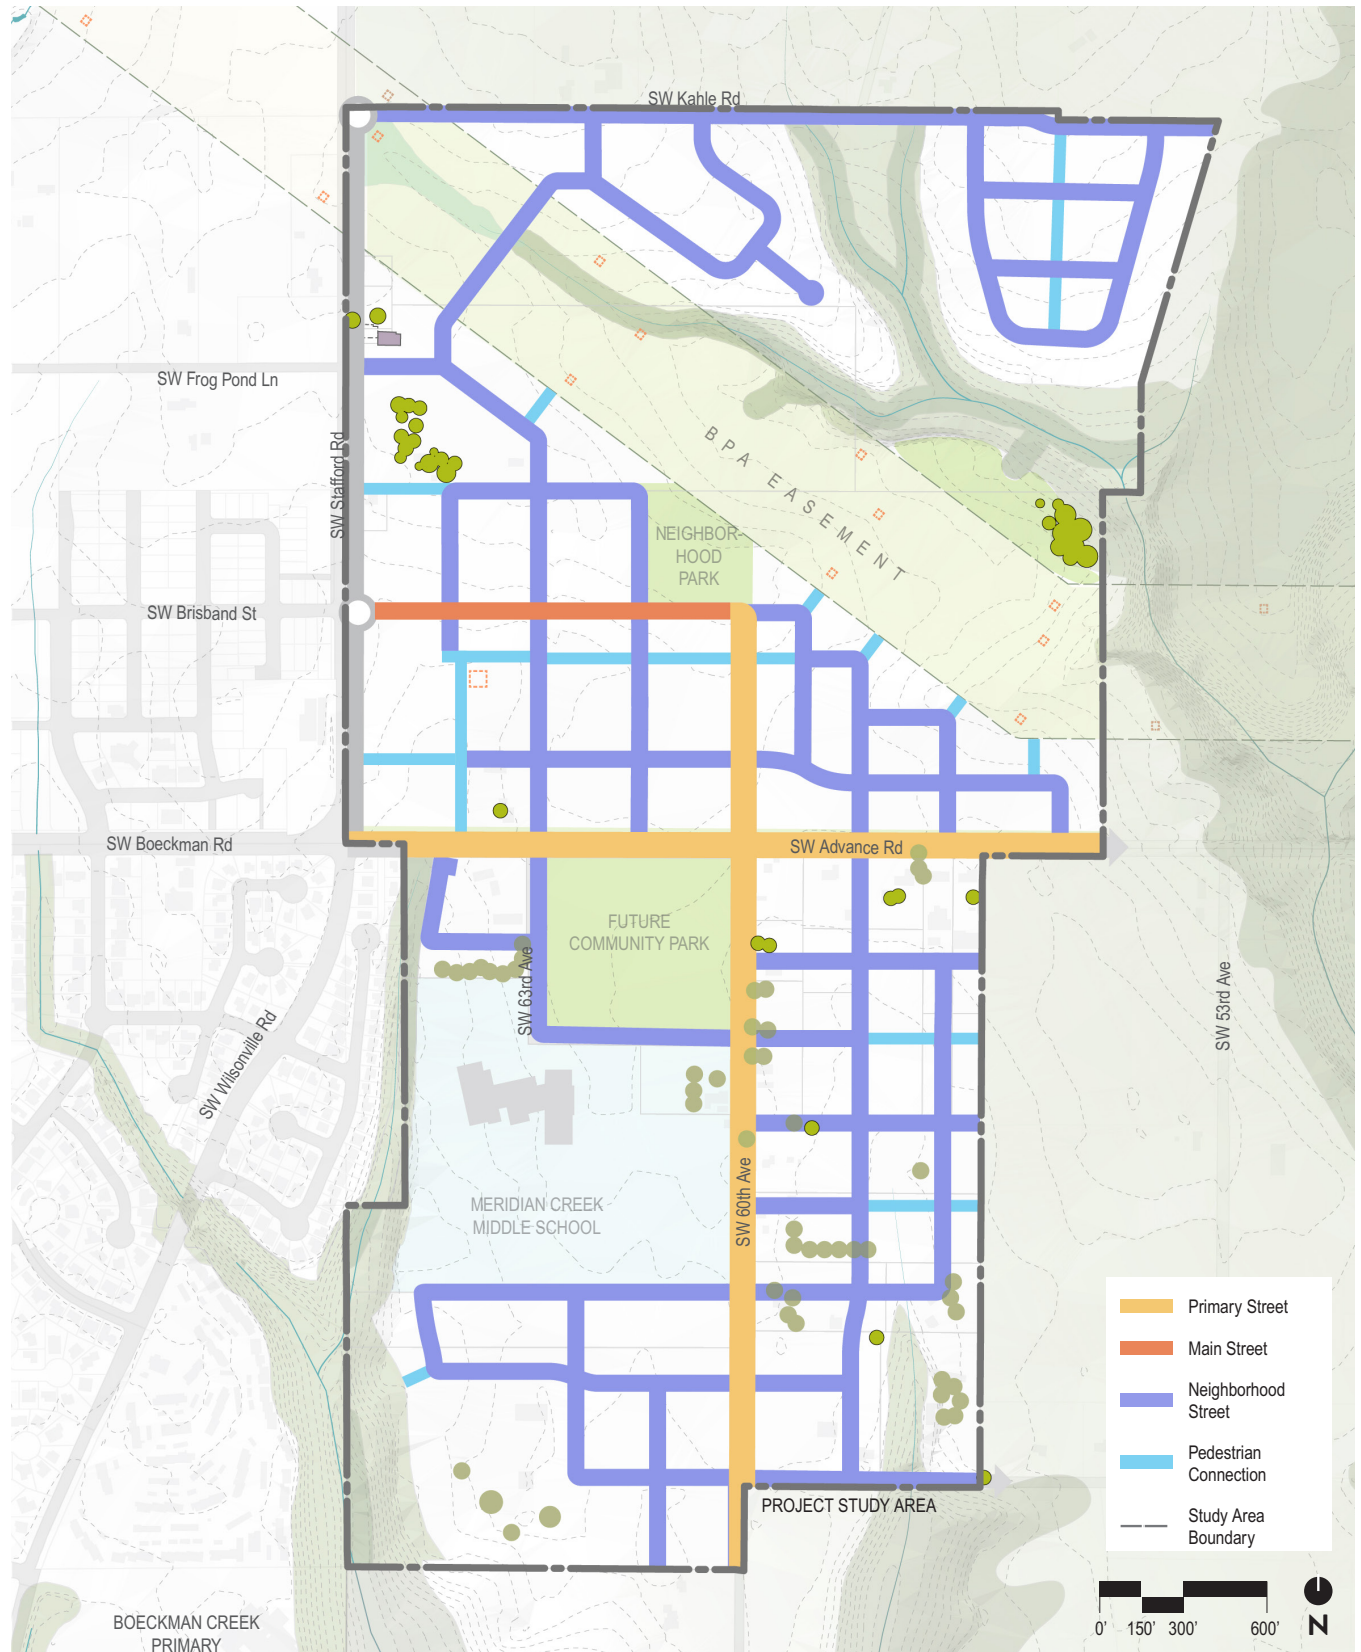 SW Kahle Rd
SW Frog Pond Ln
SW Stafford Rd
BPA EASEMENT
NEIGHBOR-
HOOD
PARK
SW Brisband St
SW Boeckman Rd
SW Advance Rd
FUTURE
COMMUNITY PARK
SW 63rd Ave
SW 53rd Ave
SW Wilsonville Rd
SW 60th Ave
MERIDIAN CREEK
MIDDLE SCHOOL
PROJECT STUDY AREA
BOECKMAN CREEK
PRIMARY
Primary Street
Main Street
Neighborhood
Street
Pedestrian
Connection
Study Area
Boundary
0' 150' 300' 600'
N